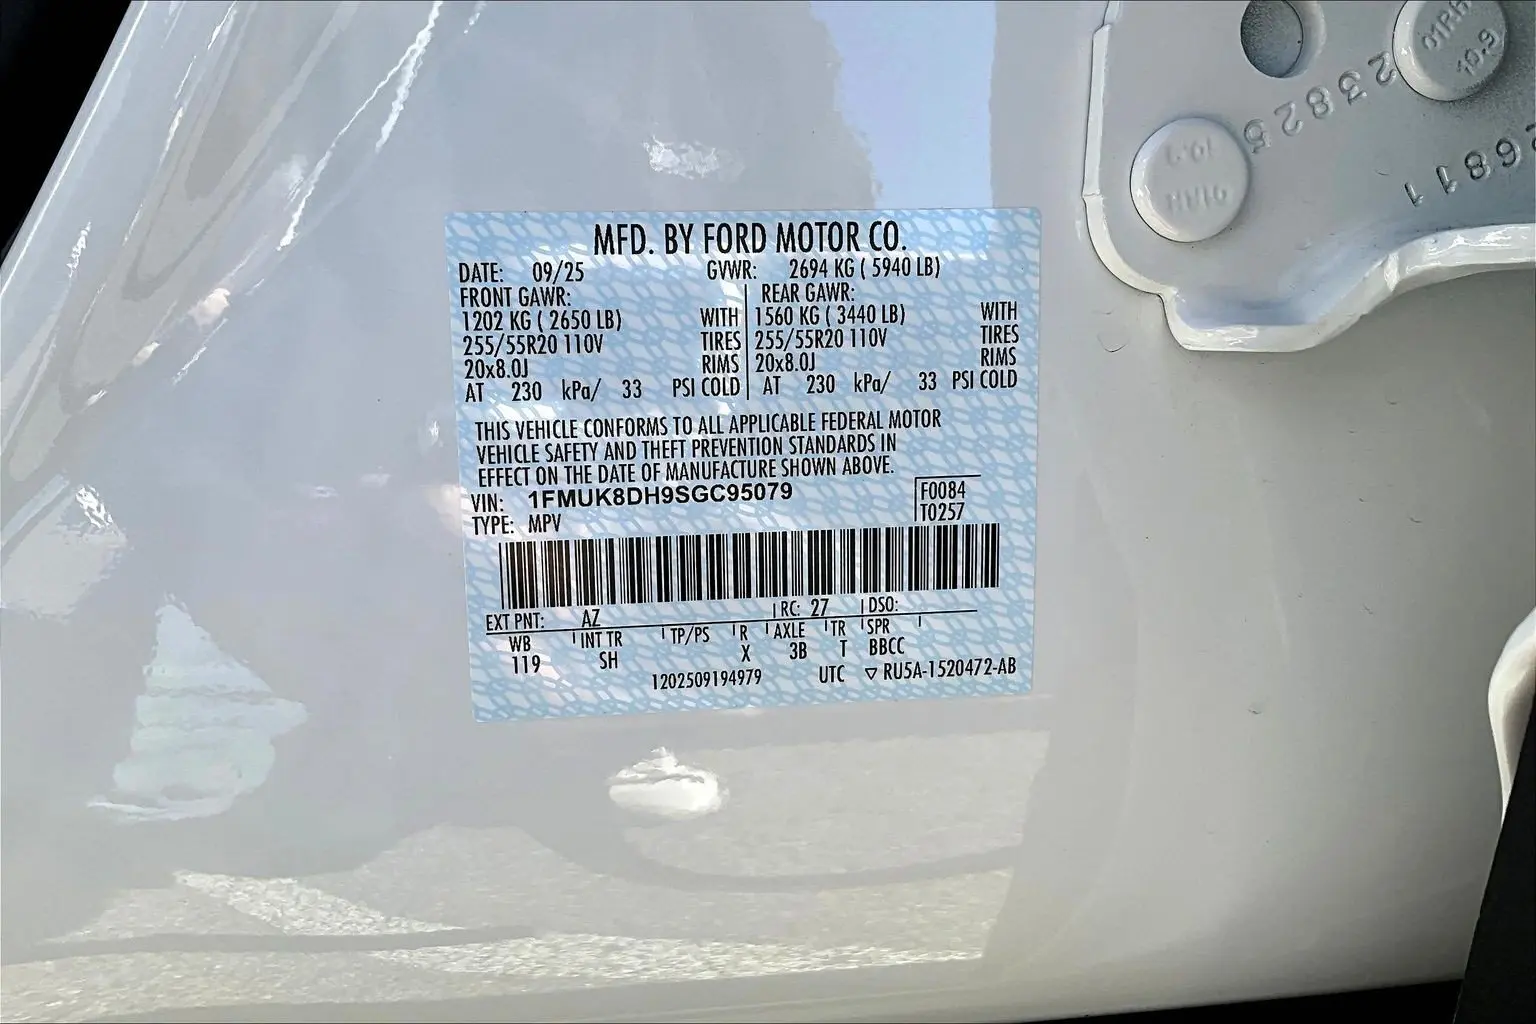 MFD. BY FORD MOTOR CO.
DATE: 09/25 GVWR: 2694 KG ( 5940 LB)
FRONT GAWR: REAR GAWR:
1202 KG ( 2650 LB) WITH 1560 KG ( 3440 LB) WITH
255/55R20 110V TIRES 255/55R20 110V TIRES
20x8.0J RIMS 20x8.0J RIMS
AT 230 kPa/ 33 PSI COLD AT 230 kPa/ 33 PSI COLD
THIS VEHICLE CONFORMS TO ALL APPLICABLE FEDERAL MOTOR
VEHICLE SAFETY AND THEFT PREVENTION STANDARDS IN
EFFECT ON THE DATE OF MANUFACTURE SHOWN ABOVE.
VIN: 1FMUK8DH9SGC95079 F0084
TYPE: MPV T0257
EXT PNT: AZ RC: 27 DSO:
WB INT TR TP/PS R AXLE TR SPR
119 SH X 3B T BBCC
1202509194979 UTC ▽ RU5A-1520472-AB
23825